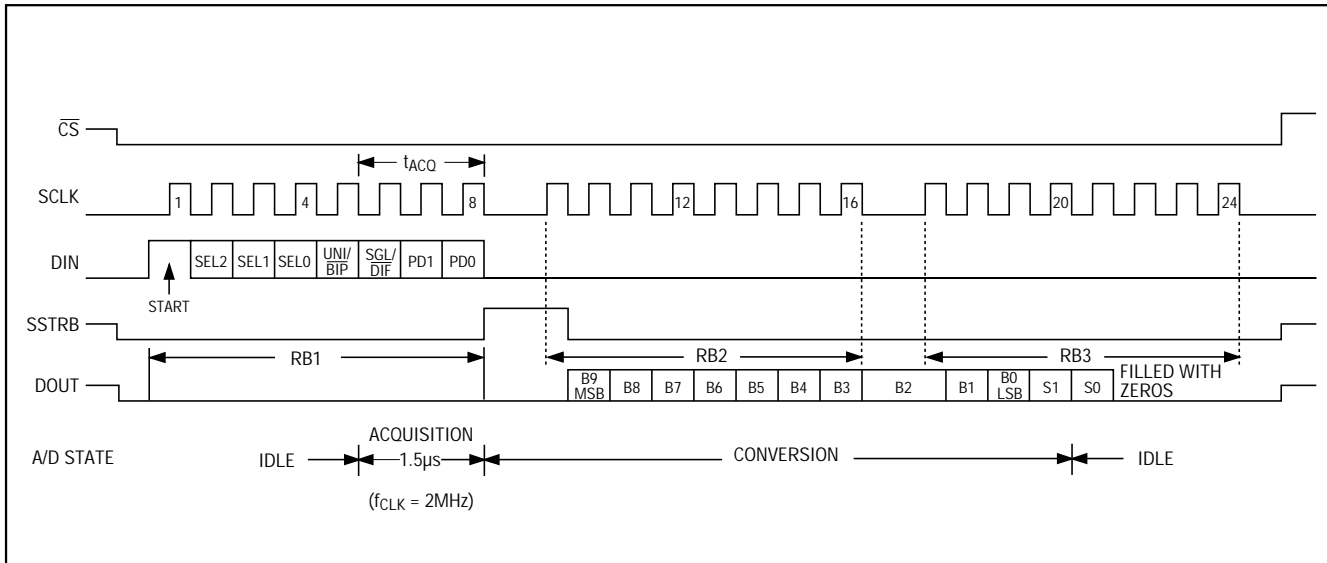 CS
tACQ
SCLK
1 4 8 12 16 20 24
DIN
SEL2 SEL1 SEL0 UNI/ BIP SGL/ DIF PD1 PD0
START
SSTRB
RB1 RB2 RB3
DOUT
B9 MSB B8 B7 B6 B5 B4 B3 B2 B1 B0 LSB S1 S0 FILLED WITH ZEROS
A/D STATE
IDLE
ACQUISITION
1.5µs
(fCLK = 2MHz)
CONVERSION
IDLE